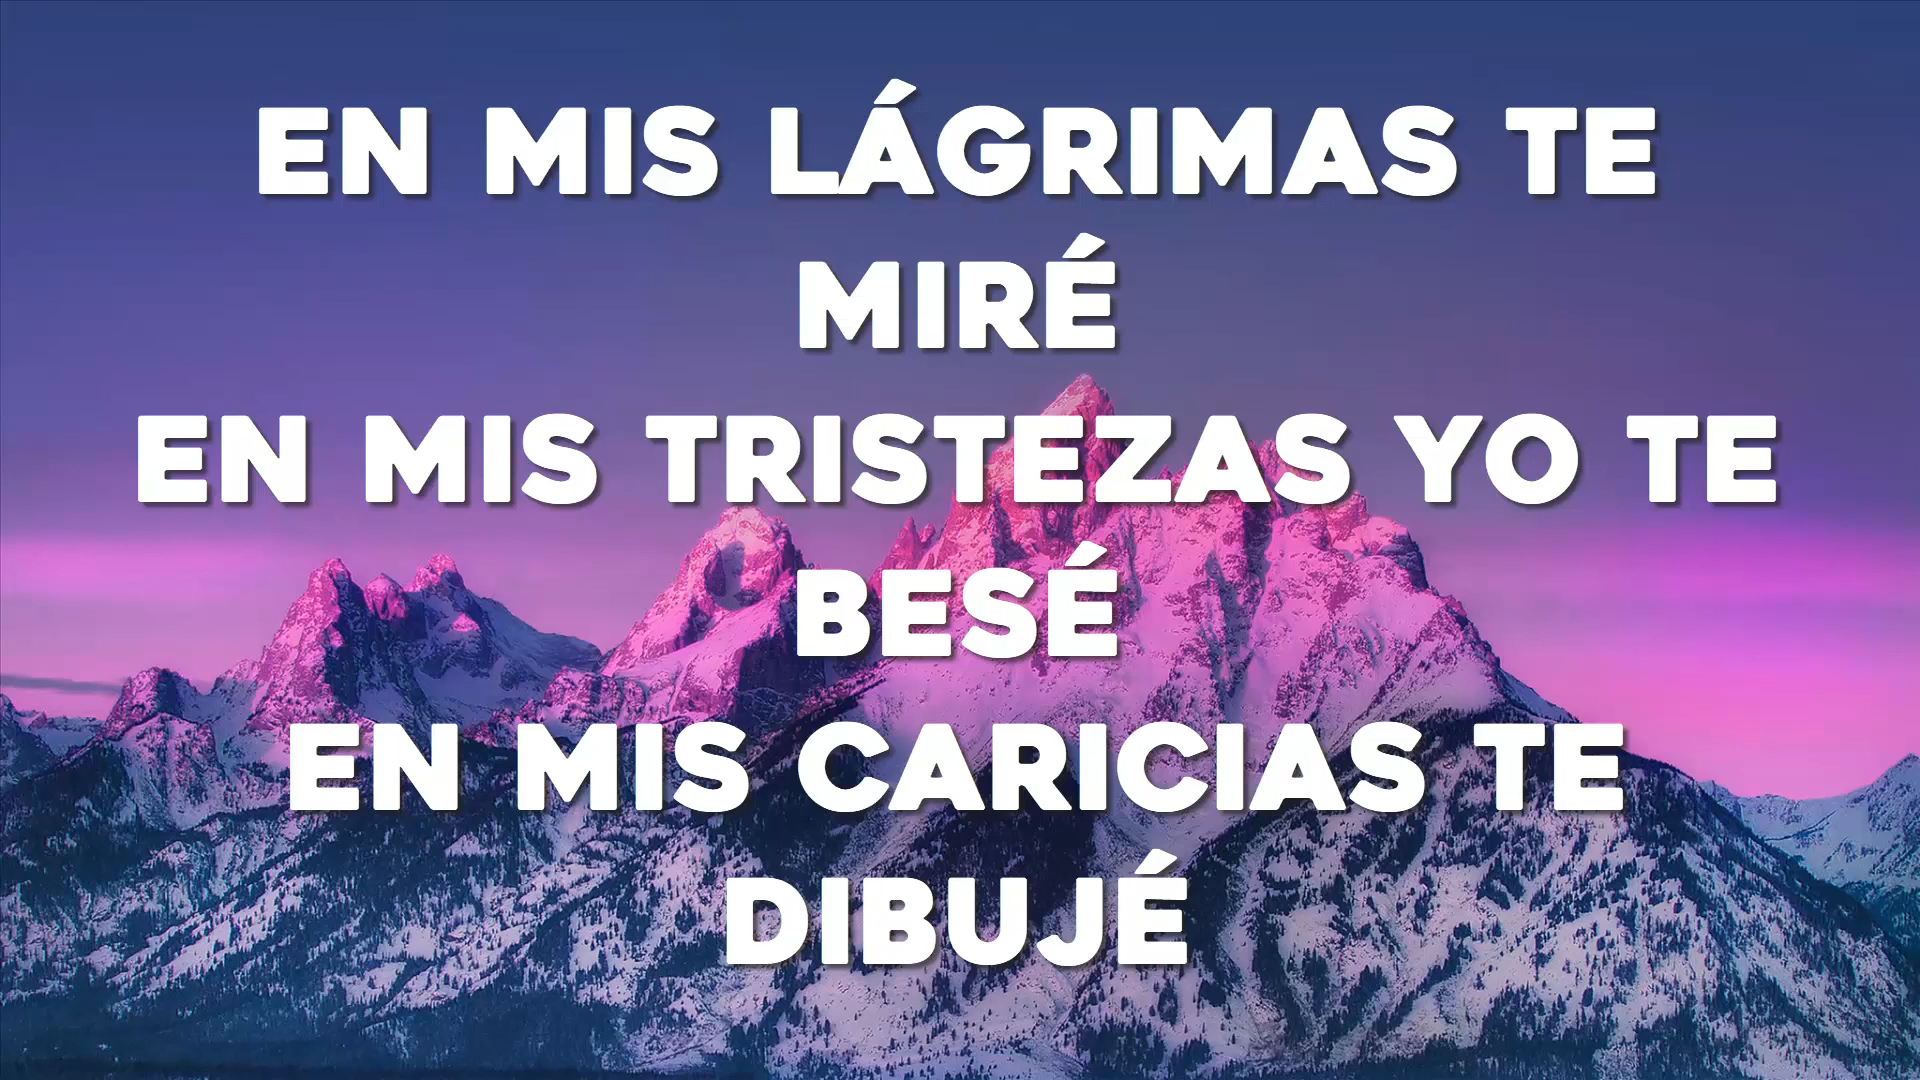 EN MIS LÁGRIMAS TE
MIRÉ
EN MIS TRISTEZAS YO TE
BESÉ
EN MIS CARICIAS TE
DIBUJÉ